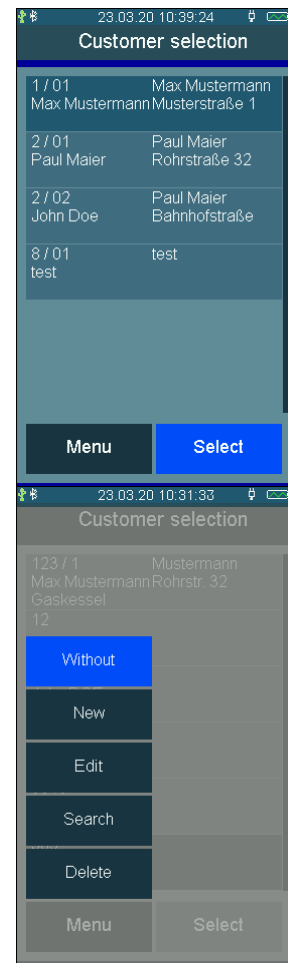 23.03.20 10:39:24
Customer selection
1 / 01 Max Mustermann
Max Mustermann Musterstraße 1
2 / 01 Paul Maier
Paul Maier Rohrstraße 32
2 / 02 Paul Maier
John Doe Bahnhofstraße
8 / 01 test
test
Menu Select
23.03.20 10:31:33
Customer selection
123 / 1 Mustermann
Max Mustermann Rohrstr. 32
Gaskessel
12
Without
New
Edit
Search
Delete
Menu Select